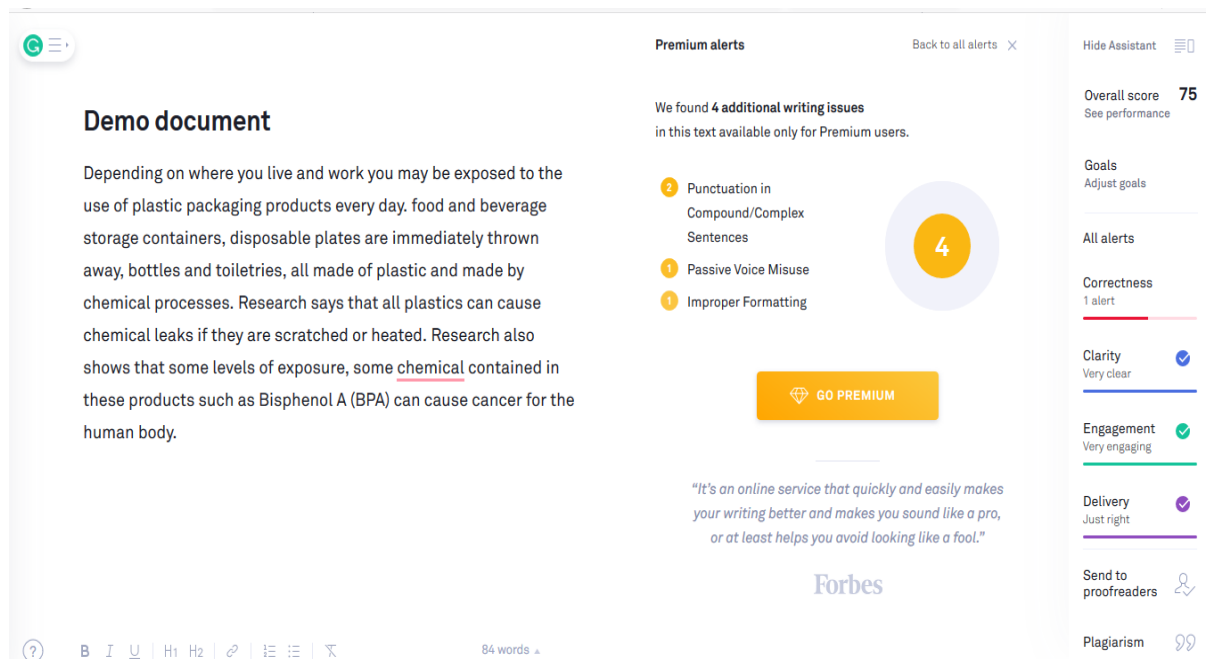 Demo document
Depending on where you live and work you may be exposed to the
use of plastic packaging products every day. food and beverage
storage containers, disposable plates are immediately thrown
away, bottles and toiletries, all made of plastic and made by
chemical processes. Research says that all plastics can cause
chemical leaks if they are scratched or heated. Research also
shows that some levels of exposure, some chemical contained in
these products such as Bisphenol A (BPA) can cause cancer for the
human body.
B I U H1 H2
84 words
Premium alerts
Back to all alerts
We found 4 additional writing issues
in this text available only for Premium users.
2 Punctuation in
Compound/Complex
Sentences
1 Passive Voice Misuse
1 Improper Formatting
4
GO PREMIUM
“It’s an online service that quickly and easily makes
your writing better and makes you sound like a pro,
or at least helps you avoid looking like a fool.”
Forbes
Hide Assistant
Overall score 75
See performance
Goals
Adjust goals
All alerts
Correctness
1 alert
Clarity
Very clear
Engagement
Very engaging
Delivery
Just right
Send to
proofreaders
Plagiarism